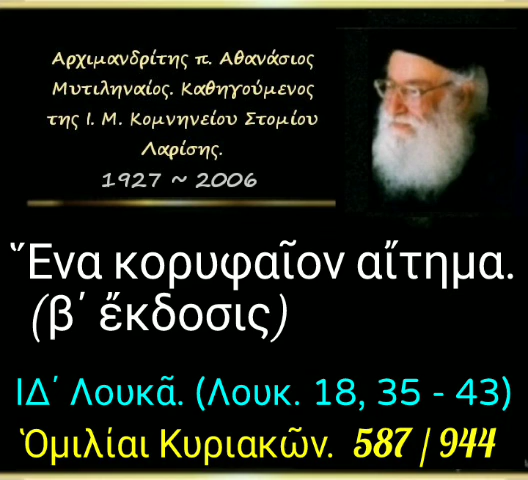 Αρχιμανδρίτης π. Αθανάσιος
Μυτιληναίος. Καθηγούμενος
της Ι. Μ. Κομνηνείου Στομίου
Λαρίσης.
1927 ~ 2006
Ἕνα κορυφαῖον αἴτημα.
(β΄ ἔκδοσις)
ΙΔ΄ Λουκᾶ. (Λουκ. 18, 35 - 43)
Ὁμιλίαι Κυριακῶν. 587 / 944